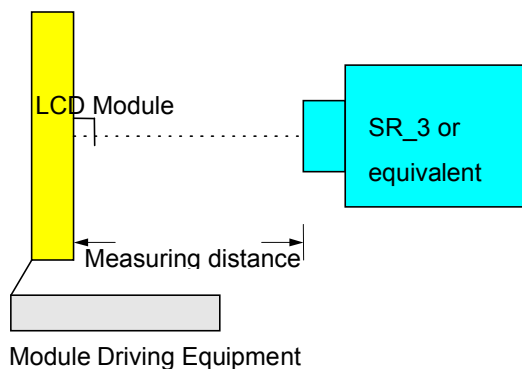 LCD Module
SR_3 or
equivalent
Measuring distance
Module Driving Equipment